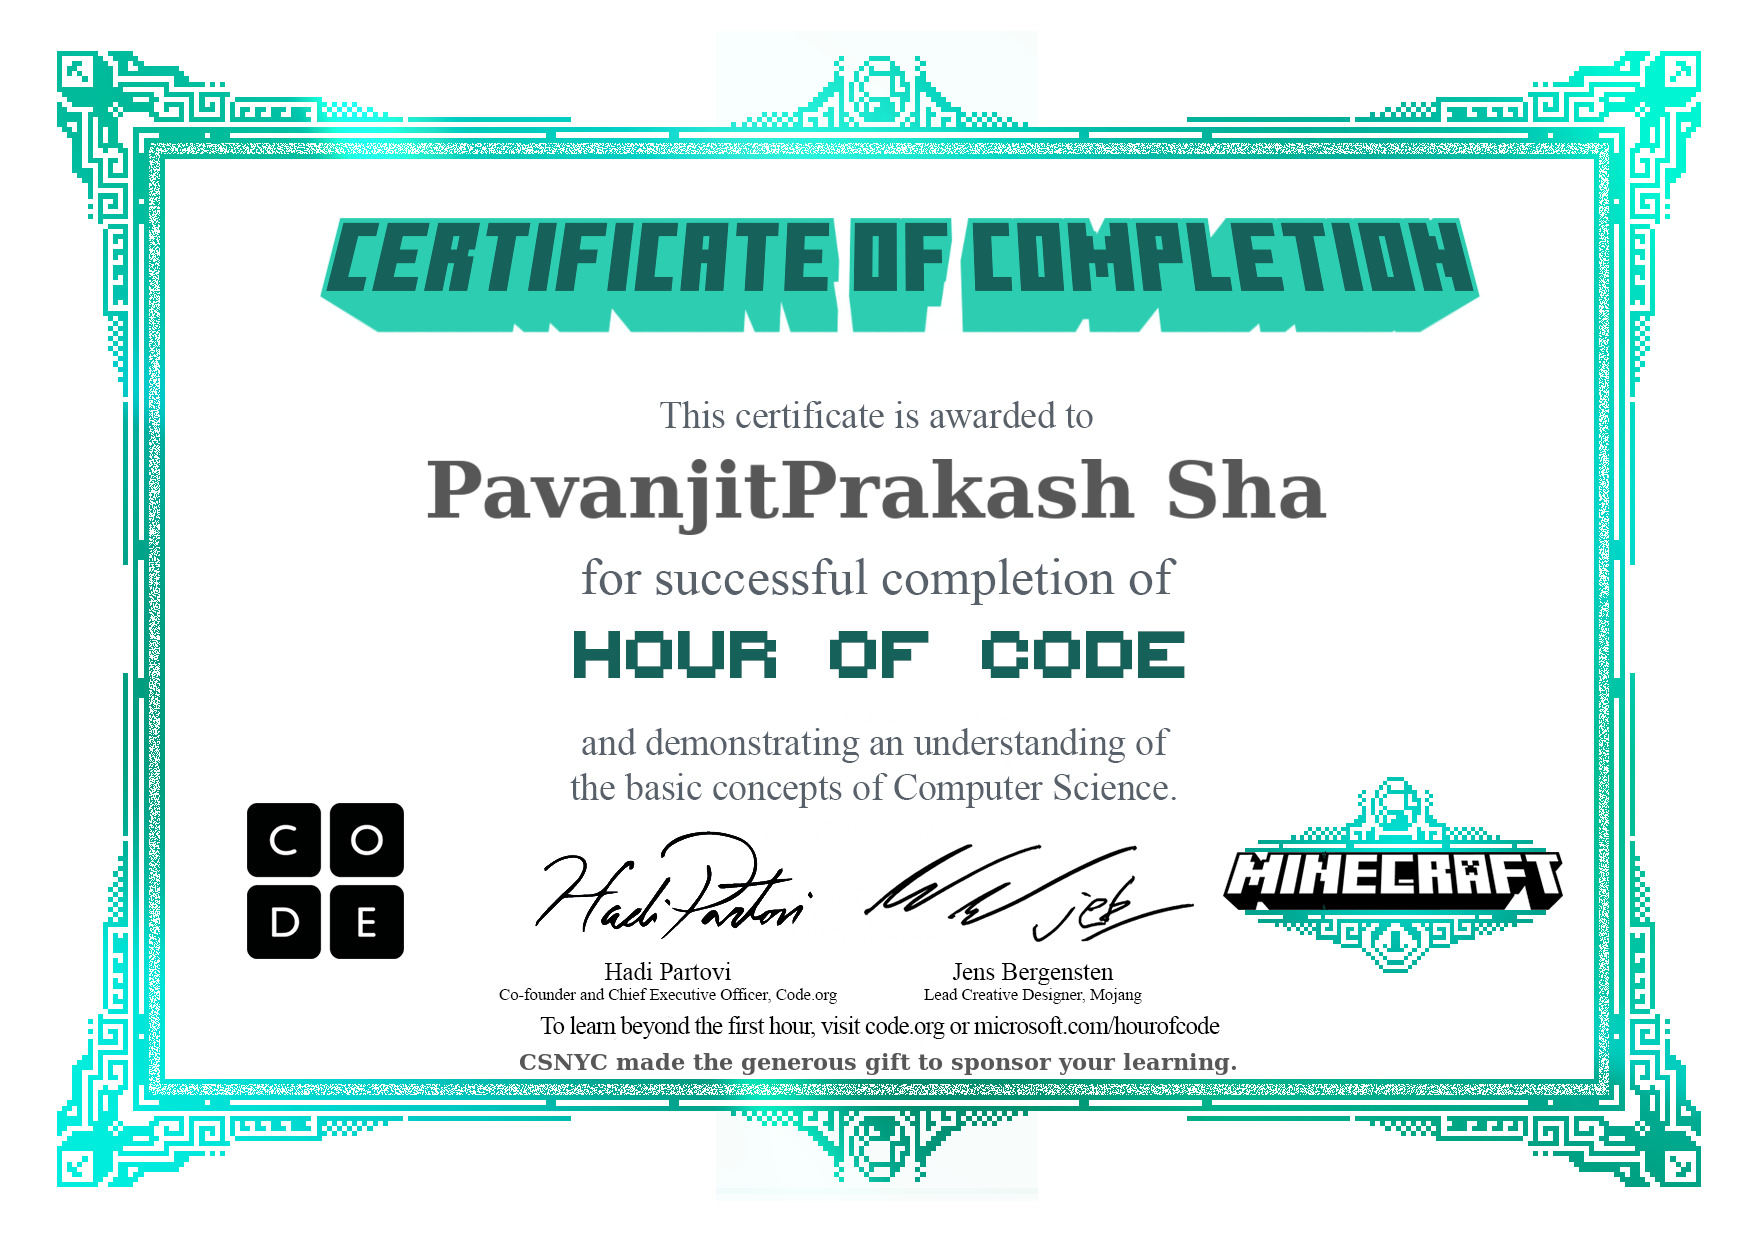 CERTIFICATE OF COMPLETION
This certificate is awarded to
PavanjitPrakash Sha
for successful completion of
HOUR OF CODE
and demonstrating an understanding of
the basic concepts of Computer Science.
C O
D E
Hadi Partovi
jeb
MINECRAFT
Hadi Partovi
Co-founder and Chief Executive Officer, Code.org
Jens Bergensten
Lead Creative Designer, Mojang
To learn beyond the first hour, visit code.org or microsoft.com/hourofcode
CSNYC made the generous gift to sponsor your learning.